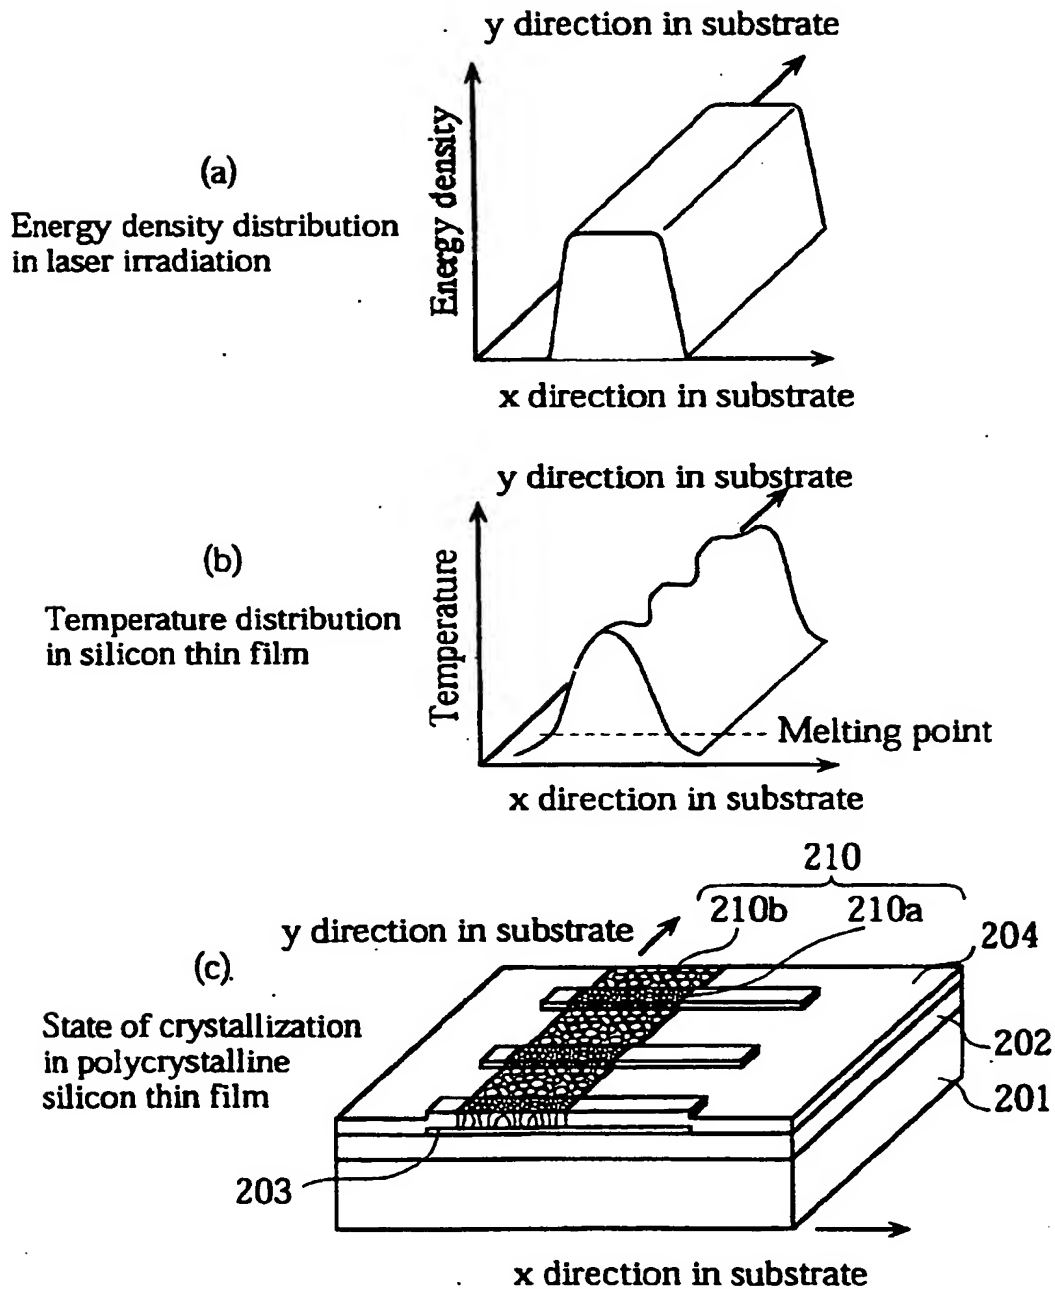 y direction in substrate
Energy density
(a)
Energy density distribution
in laser irradiation
x direction in substrate
y direction in substrate
Temperature
(b)
Temperature distribution
in silicon thin film
Melting point
x direction in substrate
210
210b
210a
y direction in substrate
204
(c)
State of crystallization
in polycrystalline
silicon thin film
202
201
203
x direction in substrate